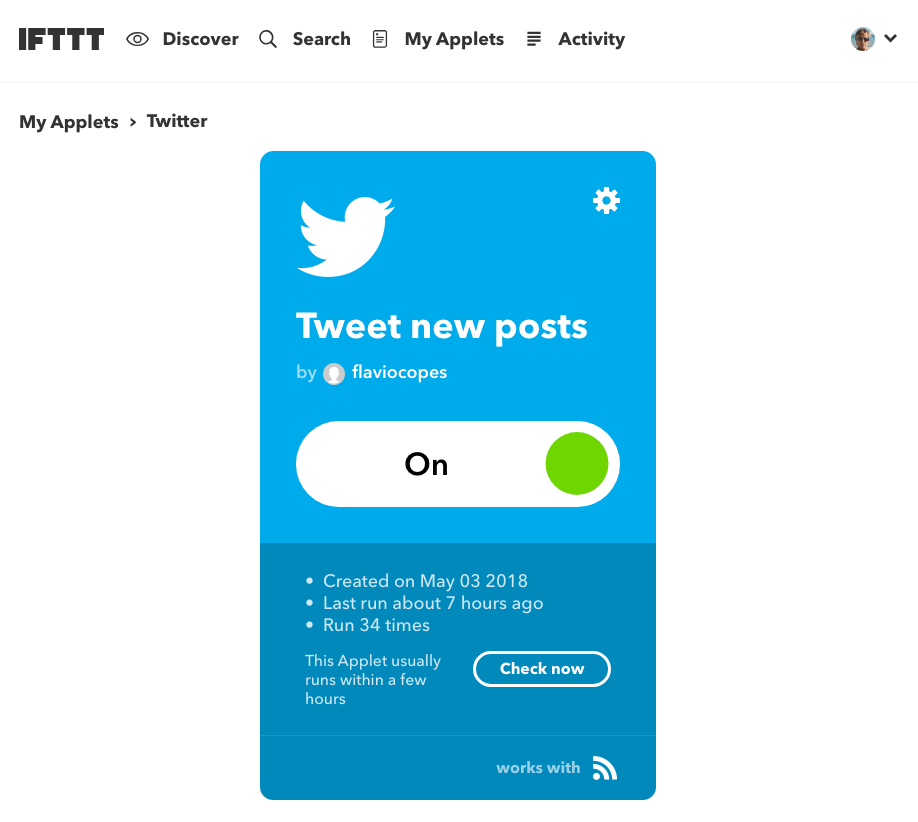 IFTTT Discover Search My Applets Activity
My Applets > Twitter
Tweet new posts
by flaviocopes
On
• Created on May 03 2018
• Last run about 7 hours ago
• Run 34 times
This Applet usually
runs within a few
hours
Check now
works with